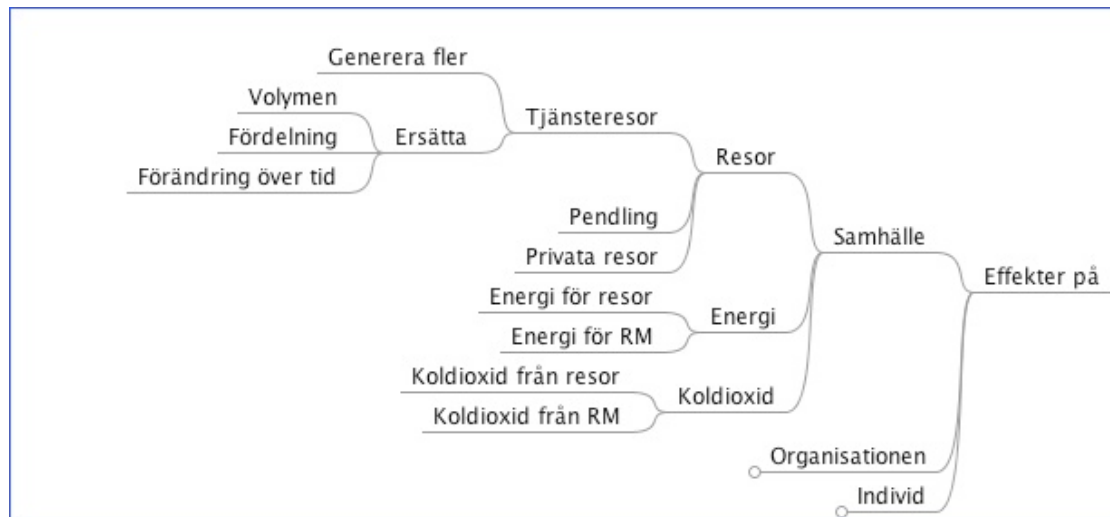 Generera fler
Volymen
Tjänsteresor
Fördelning
Ersätta
Resor
Förändring över tid
Pendling
Samhälle
Privata resor
Effekter på
Energi för resor
Energi
Energi för RM
Koldioxid från resor
Koldioxid
Koldioxid från RM
Organisationen
Individ